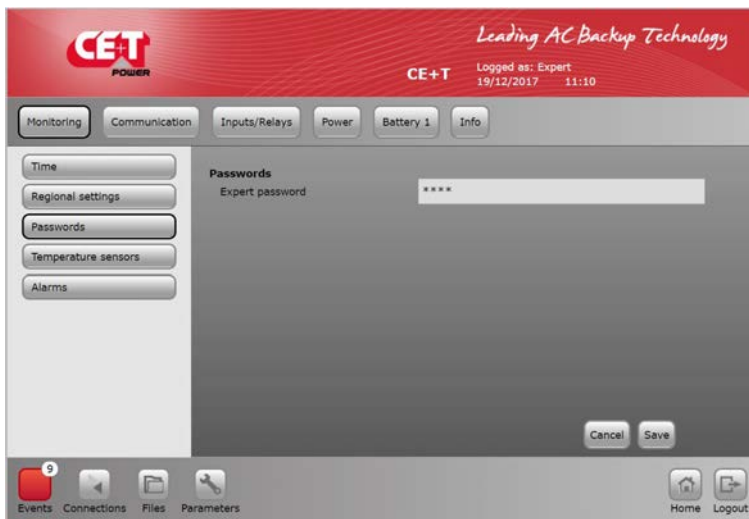 CE+T
POWER
Leading AC Backup Technology
CE+T
Logged as: Expert
19/12/2017 11:10
Monitoring Communication Inputs/Relays Power Battery 1 Info
Time
Regional settings
Passwords
Temperature sensors
Alarms
Passwords
Expert password ****
Cancel Save
9
Events Connections Files Parameters Home Logout